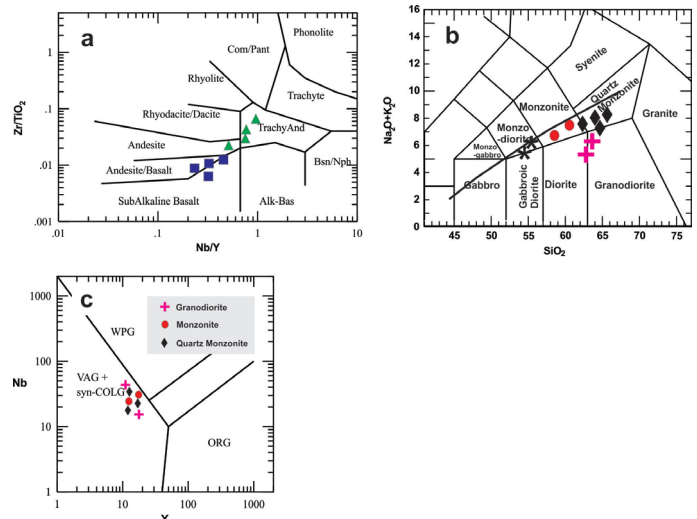 a
Phonolite
Com/Pant
Rhyolite
Trachyte
Rhyodacite/Dacite
TrachyAnd
Andesite
Bsn/Nph
Andesite/Basalt
SubAlkaline Basalt
Alk-Bas
Zr/TiO2
1
.1
.01
.001
.01
.1
1
10
Nb/Y
b
Syenite
Quartz
Monzonite
Monzonite
Granite
Monzo
-diorite
Monzo
-gabbro
Gabbro
Gabbroic
Diorite
Diorite
Granodiorite
Na2O+K2O
16
14
12
10
8
6
4
2
0
45
50
55
60
65
70
75
SiO2
c
Granodiorite
Monzonite
Quartz Monzonite
WPG
VAG +
syn-COLG
ORG
Nb
1000
100
10
1
1
10
100
1000
Y